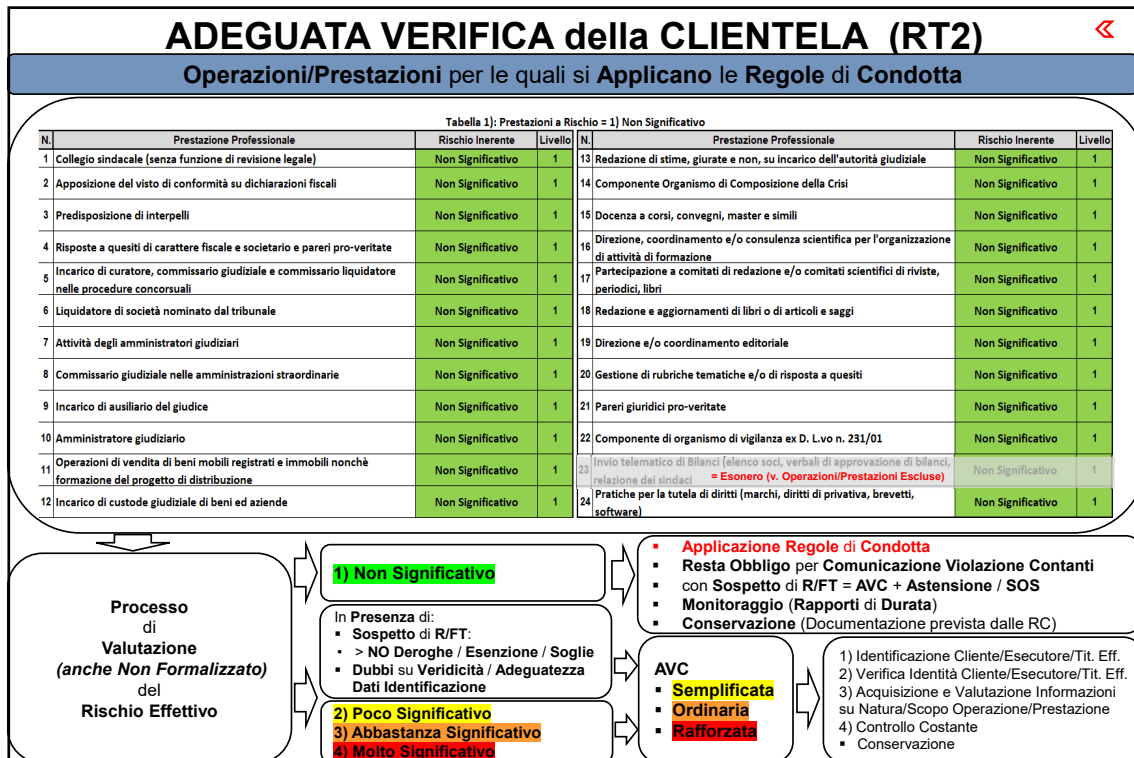 ADEGUATA VERIFICA della CLIENTELA (RT2)
Operazioni/Prestazioni per le quali si Applicano le Regole di Condotta
Tabella 1): Prestazioni a Rischio = 1) Non Significativo
N. Prestazione Professionale Rischio Inerente Livello
1 Collegio sindacale (senza funzione di revisione legale) Non Significativo 1
2 Apposizione del visto di conformità su dichiarazioni fiscali Non Significativo 1
3 Predisposizione di interpelli Non Significativo 1
4 Risposte a quesiti di carattere fiscale e societario e pareri pro-veritate Non Significativo 1
5 Incarico di curatore, commissario giudiziale e commissario liquidatore
nelle procedure concorsuali Non Significativo 1
6 Liquidatore di società nominato dal tribunale Non Significativo 1
7 Attività degli amministratori giudiziari Non Significativo 1
8 Commissario giudiziale nelle amministrazioni straordinarie Non Significativo 1
9 Incarico di ausiliario del giudice Non Significativo 1
10 Amministratore giudiziario Non Significativo 1
11 Operazioni di vendita di beni mobili registrati e immobili nonchè
formazione del progetto di distribuzione Non Significativo 1
12 Incarico di custode giudiziale di beni ed aziende Non Significativo 1
N. Prestazione Professionale Rischio Inerente Livello
13 Redazione di stime, giurate e non, su incarico dell'autorità giudiziale Non Significativo 1
14 Componente Organismo di Composizione della Crisi Non Significativo 1
15 Docenza a corsi, convegni, master e simili Non Significativo 1
16 Direzione, coordinamento e/o consulenza scientifica per l'organizzazione
di attività di formazione Non Significativo 1
17 Partecipazione a comitati di redazione e/o comitati scientifici di riviste,
periodici, libri Non Significativo 1
18 Redazione e aggiornamenti di libri o di articoli e saggi Non Significativo 1
19 Direzione e/o coordinamento editoriale Non Significativo 1
20 Gestione di rubriche tematiche e/o di risposta a quesiti Non Significativo 1
21 Pareri giuridici pro-veritate Non Significativo 1
22 Componente di organismo di vigilanza ex D. L.vo n. 231/01 Non Significativo 1
23 Invio telematico di Bilanci (elenco soci, verbali di approvazione di bilanci,
relazione dei sindaci = Esonero (v. Operazioni/Prestazioni Escluse) Non Significativo 1
24 Pratiche per la tutela di diritti (marchi, diritti di privativa, brevetti,
software) Non Significativo 1
Processo
di
Valutazione
(anche Non Formalizzato)
del
Rischio Effettivo
1) Non Significativo
▪ Applicazione Regole di Condotta
▪ Resta Obbligo per Comunicazione Violazione Contanti
▪ con Sospetto di R/FT = AVC + Astensione / SOS
▪ Monitoraggio (Rapporti di Durata)
▪ Conservazione (Documentazione prevista dalle RC)
In Presenza di:
▪ Sospetto di R/FT:
• > NO Deroghe / Esenzione / Soglie
▪ Dubbi su Veridicità / Adeguatezza
Dati Identificazione
2) Poco Significativo
3) Abbastanza Significativo
4) Molto Significativo
AVC
▪ Semplificata
▪ Ordinaria
▪ Rafforzata
1) Identificazione Cliente/Esecutore/Tit. Eff.
2) Verifica Identità Cliente/Esecutore/Tit. Eff.
3) Acquisizione e Valutazione Informazioni
su Natura/Scopo Operazione/Prestazione
4) Controllo Costante
▪ Conservazione